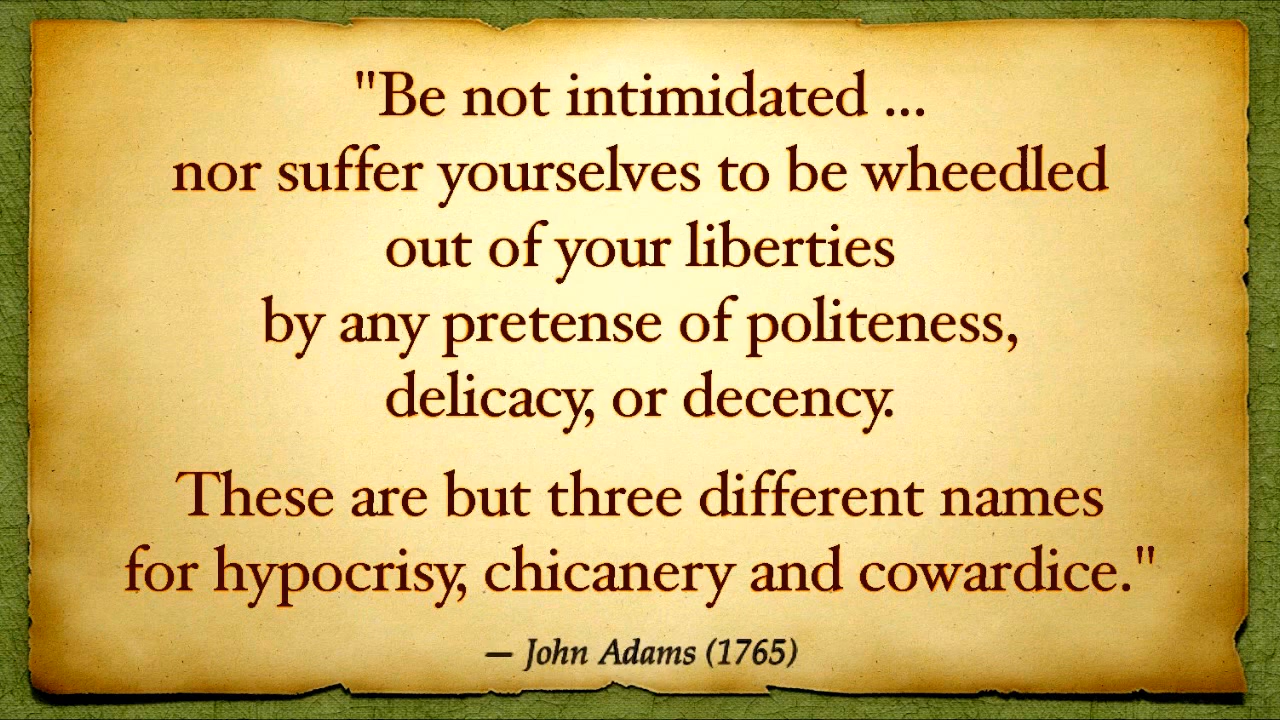 "Be not intimidated ...
nor suffer yourselves to be wheedled
out of your liberties
by any pretense of politeness,
delicacy, or decency.
These are but three different names
for hypocrisy, chicanery and cowardice."
— John Adams (1765)